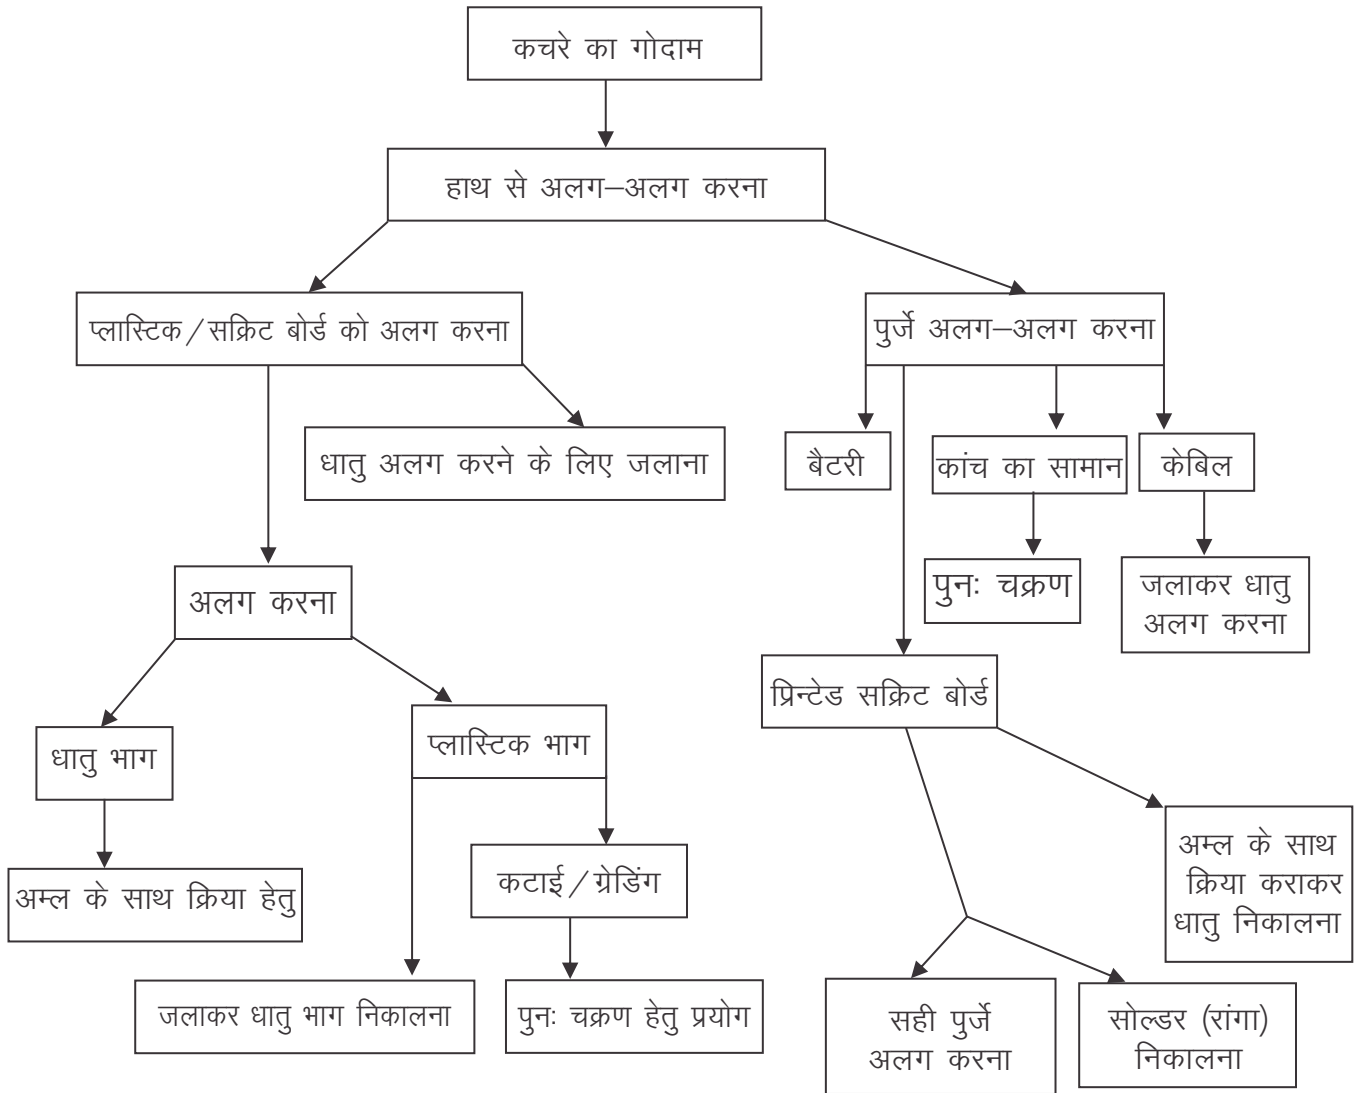 कचरे का गोदाम
हाथ से अलग–अलग करना
प्लास्टिक/सक्रिट बोर्ड को अलग करना
पुर्जे अलग–अलग करना
धातु अलग करने के लिए जलाना
बैटरी
कांच का सामान
केबिल
अलग करना
पुनः चक्रण
जलाकर धातु
अलग करना
प्रिन्टेड सक्रिट बोर्ड
धातु भाग
प्लास्टिक भाग
अम्ल के साथ क्रिया हेतु
कटाई/ग्रेडिंग
अम्ल के साथ
क्रिया कराकर
धातु निकालना
जलाकर धातु भाग निकालना
पुनः चक्रण हेतु प्रयोग
सही पुर्जे
अलग करना
सोल्डर (रांगा)
निकालना